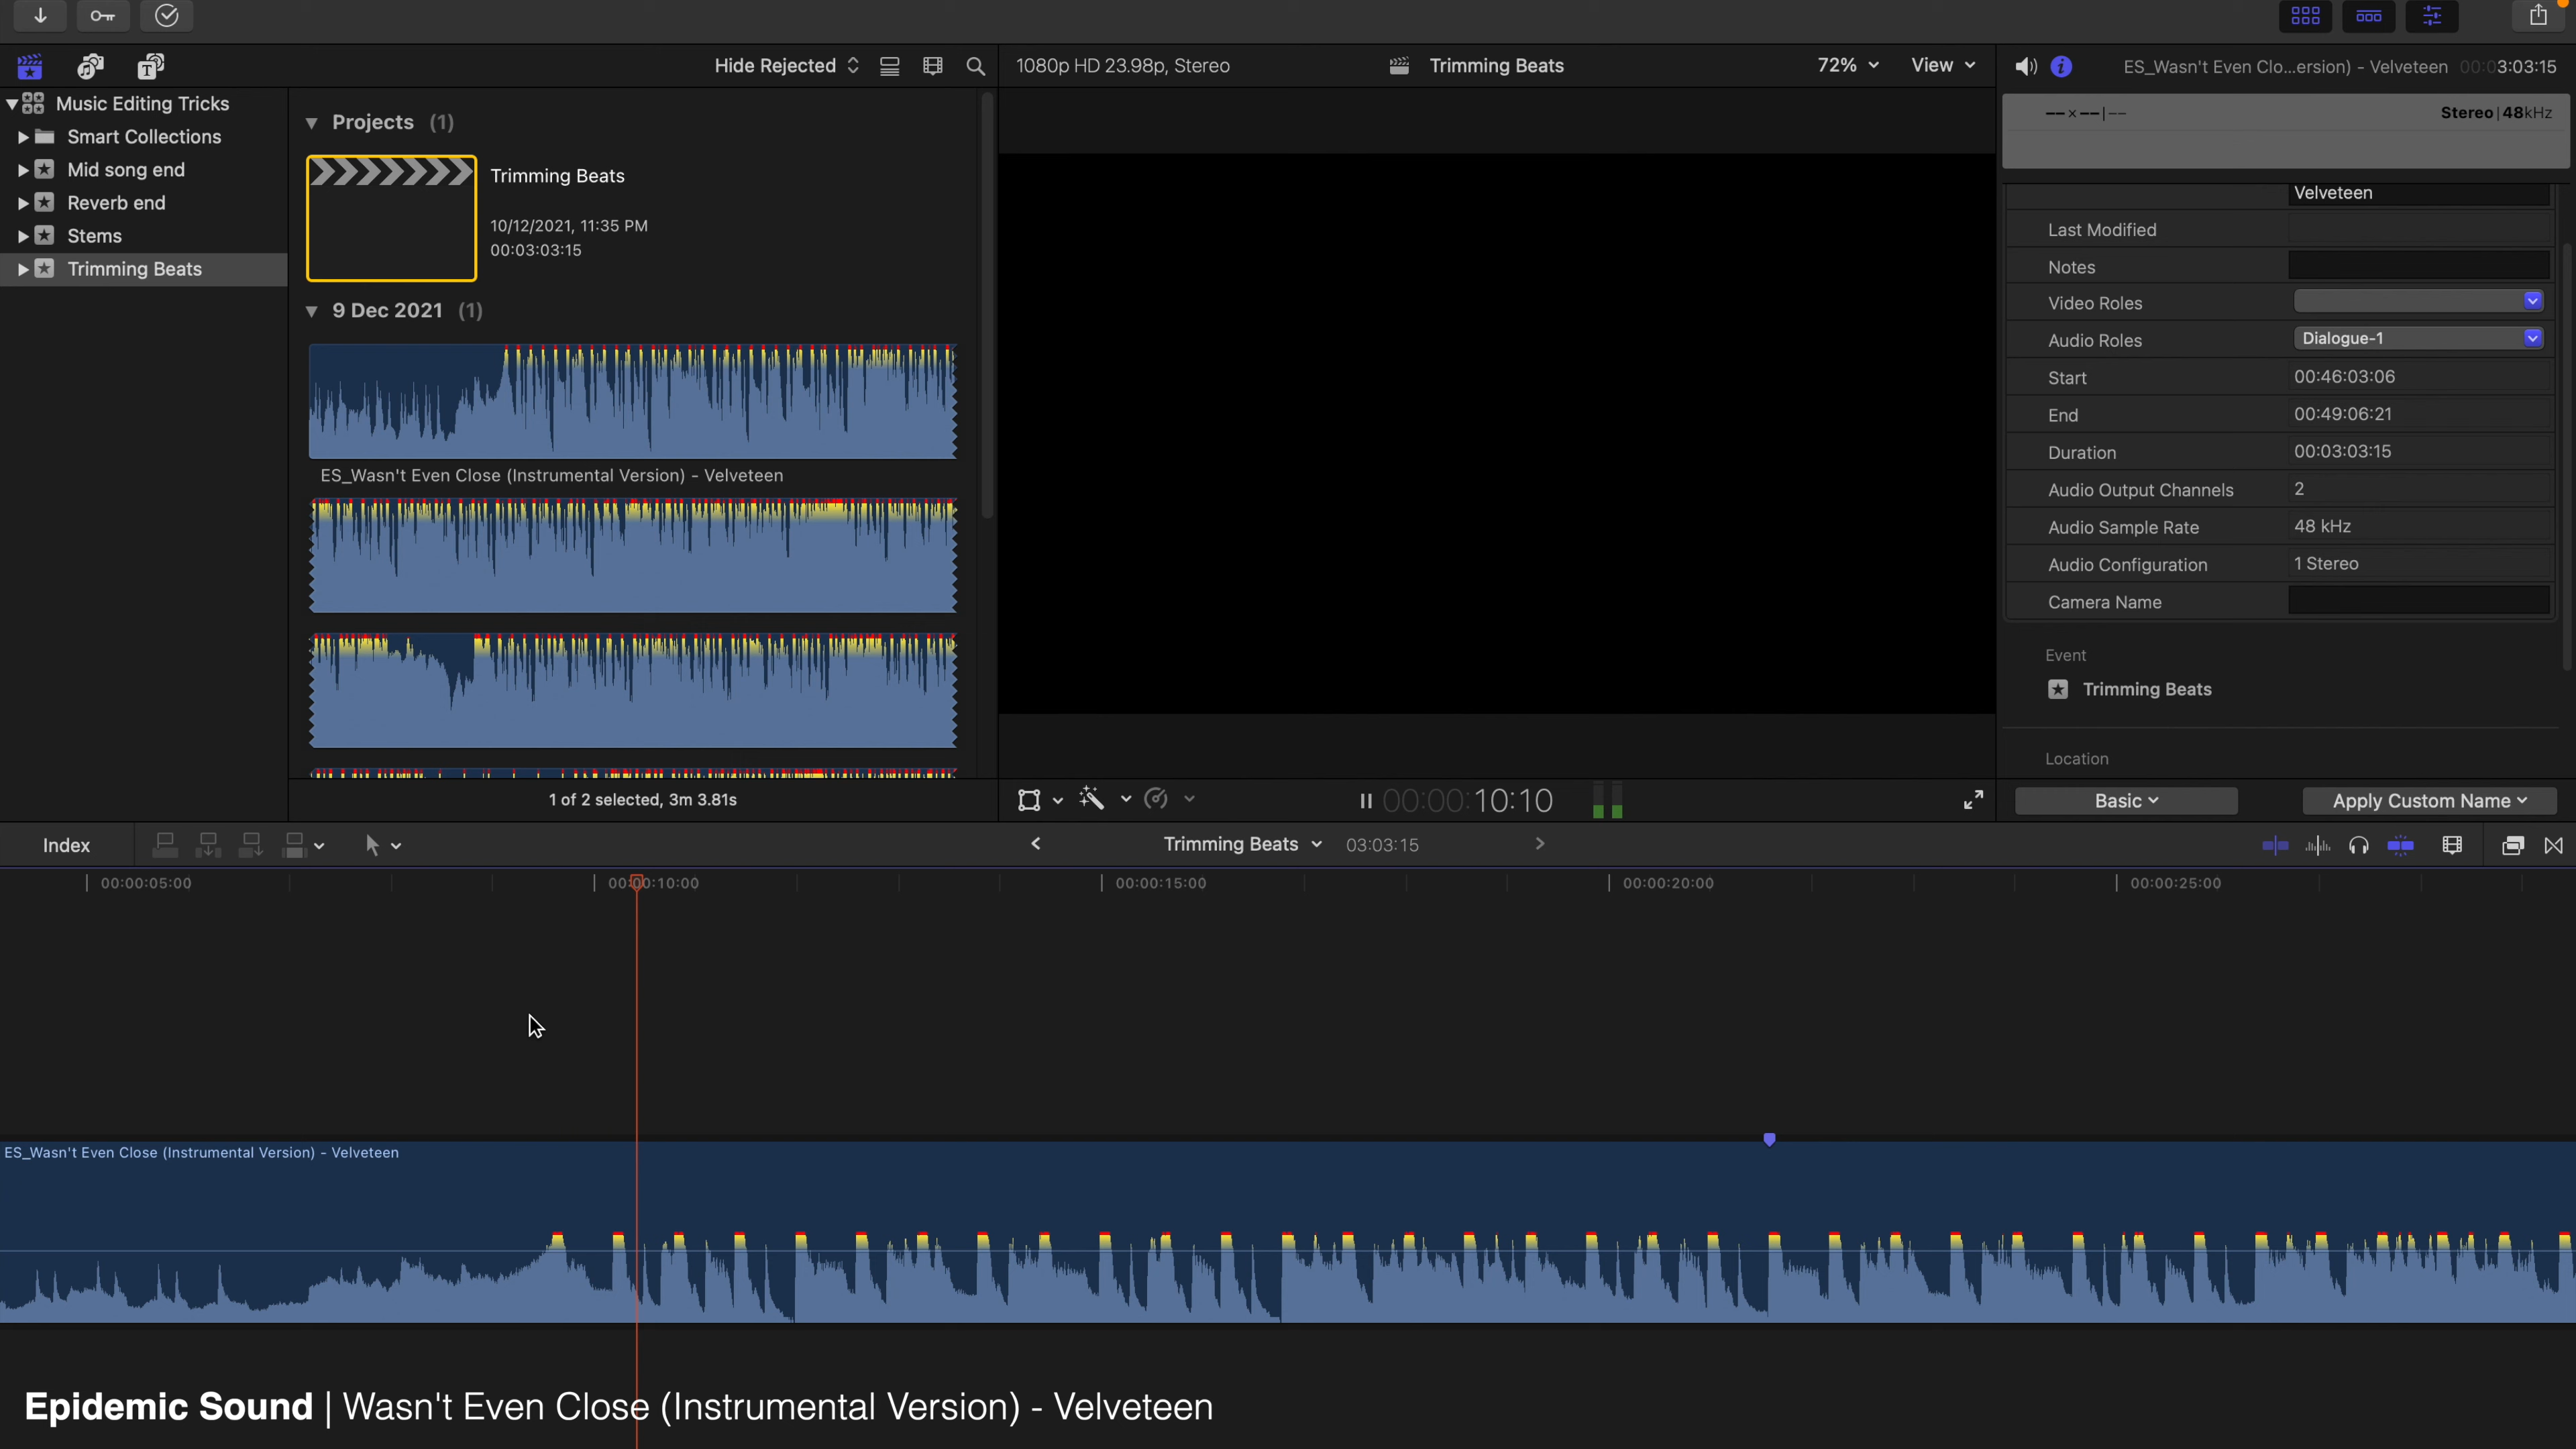 Hide Rejected
1080p HD 23.98p, Stereo
Trimming Beats
72%
View
ES_Wasn't Even Clo...ersion) - Velveteen
00:03:03:15
Music Editing Tricks
Smart Collections
Mid song end
Reverb end
Stems
Trimming Beats
Projects (1)
Trimming Beats
10/12/2021, 11:35 PM
00:03:03:15
9 Dec 2021 (1)
ES_Wasn't Even Close (Instrumental Version) - Velveteen
1 of 2 selected, 3m 3.81s
00:00:10:10
Stereo|48kHz
Velveteen
Last Modified
Notes
Video Roles
Audio Roles Dialogue-1
Start 00:46:03:06
End 00:49:06:21
Duration 00:03:03:15
Audio Output Channels 2
Audio Sample Rate 48 kHz
Audio Configuration 1 Stereo
Camera Name
Event
Trimming Beats
Location
Basic
Apply Custom Name
Index
Trimming Beats
03:03:15
00:00:05:00
00:00:10:00
00:00:15:00
00:00:20:00
00:00:25:00
ES_Wasn't Even Close (Instrumental Version) - Velveteen
Epidemic Sound | Wasn't Even Close (Instrumental Version) - Velveteen